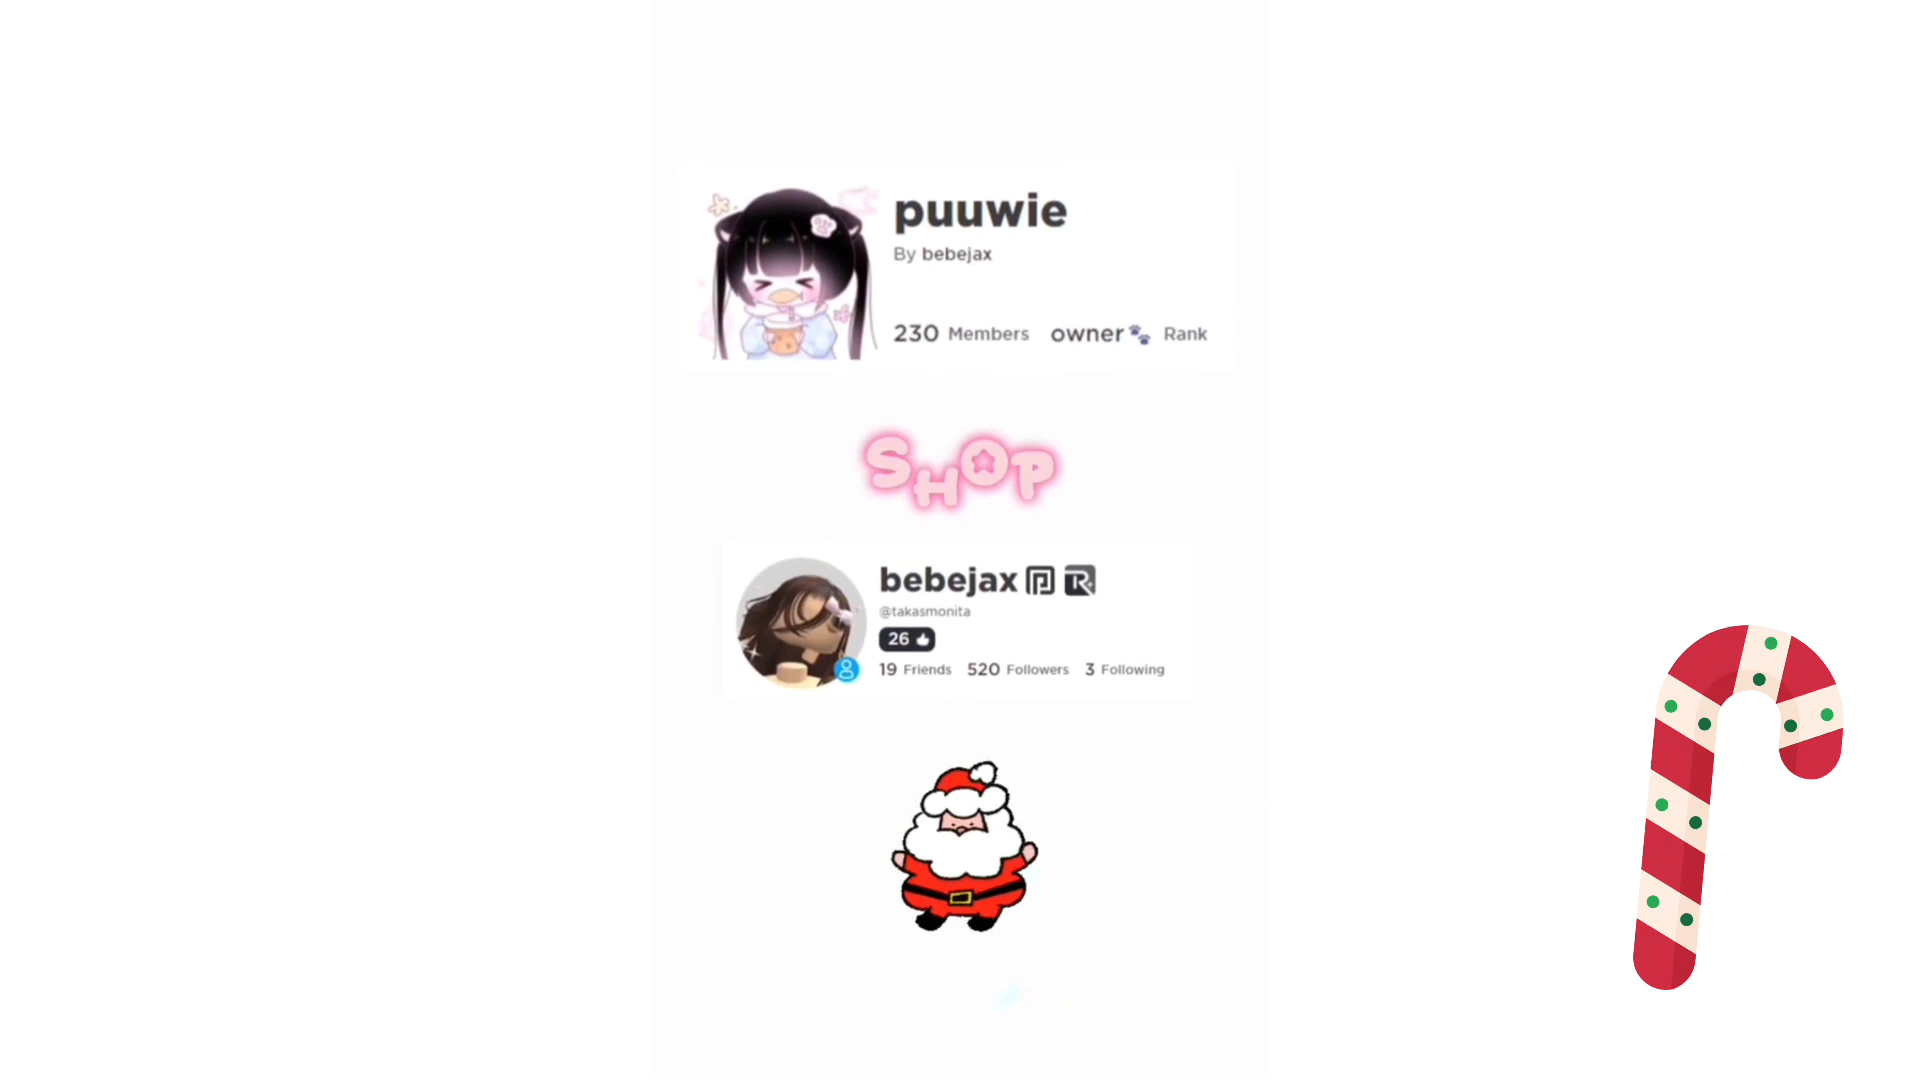 puuwie
By bebejax
230 Members owner🐾 Rank
SHOP
bebejax
@takasmonita
26
19 Friends 520 Followers 3 Following